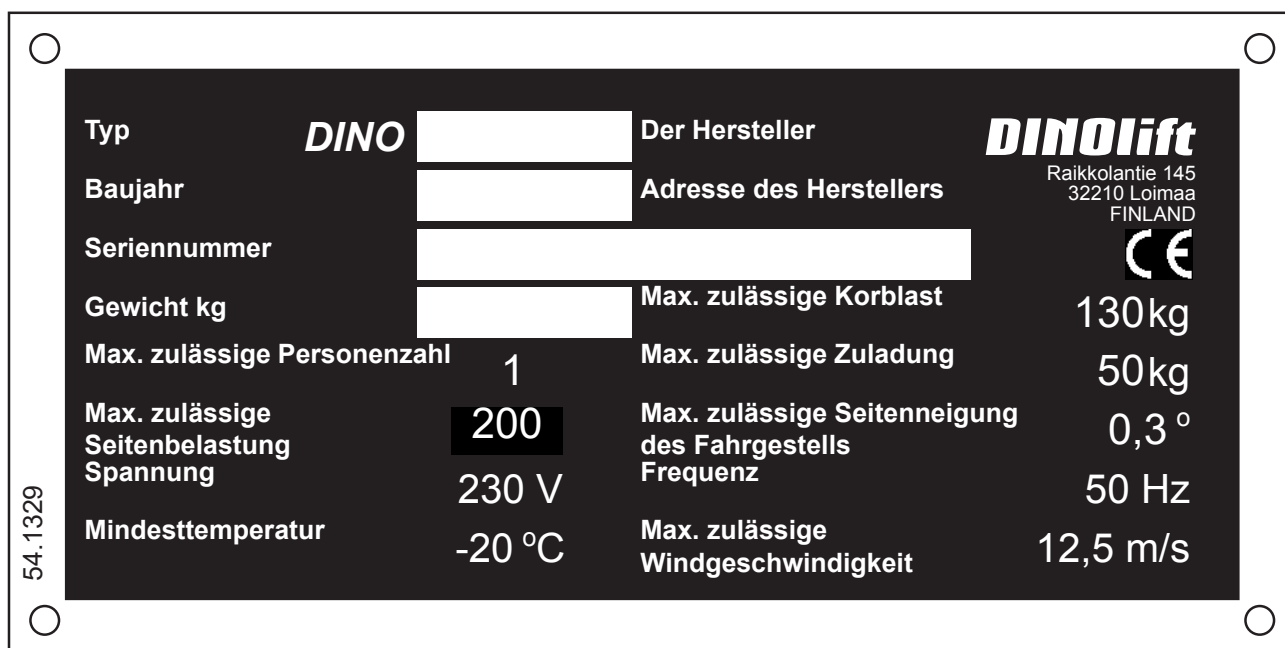 Typ DINO
Der Hersteller DINOlift
Raikkolantie 145
32210 Loimaa
FINLAND
Baujahr
Adresse des Herstellers
Seriennummer
CE
Gewicht kg
Max. zulässige Korblast 130kg
Max. zulässige Personenzahl 1
Max. zulässige Zuladung 50kg
Max. zulässige
Seitenbelastung 200
Max. zulässige Seitenneigung
des Fahrgestells 0,3 º
Spannung 230 V
Frequenz 50 Hz
Mindesttemperatur -20 ºC
Max. zulässige
Windgeschwindigkeit 12,5 m/s
54.1329